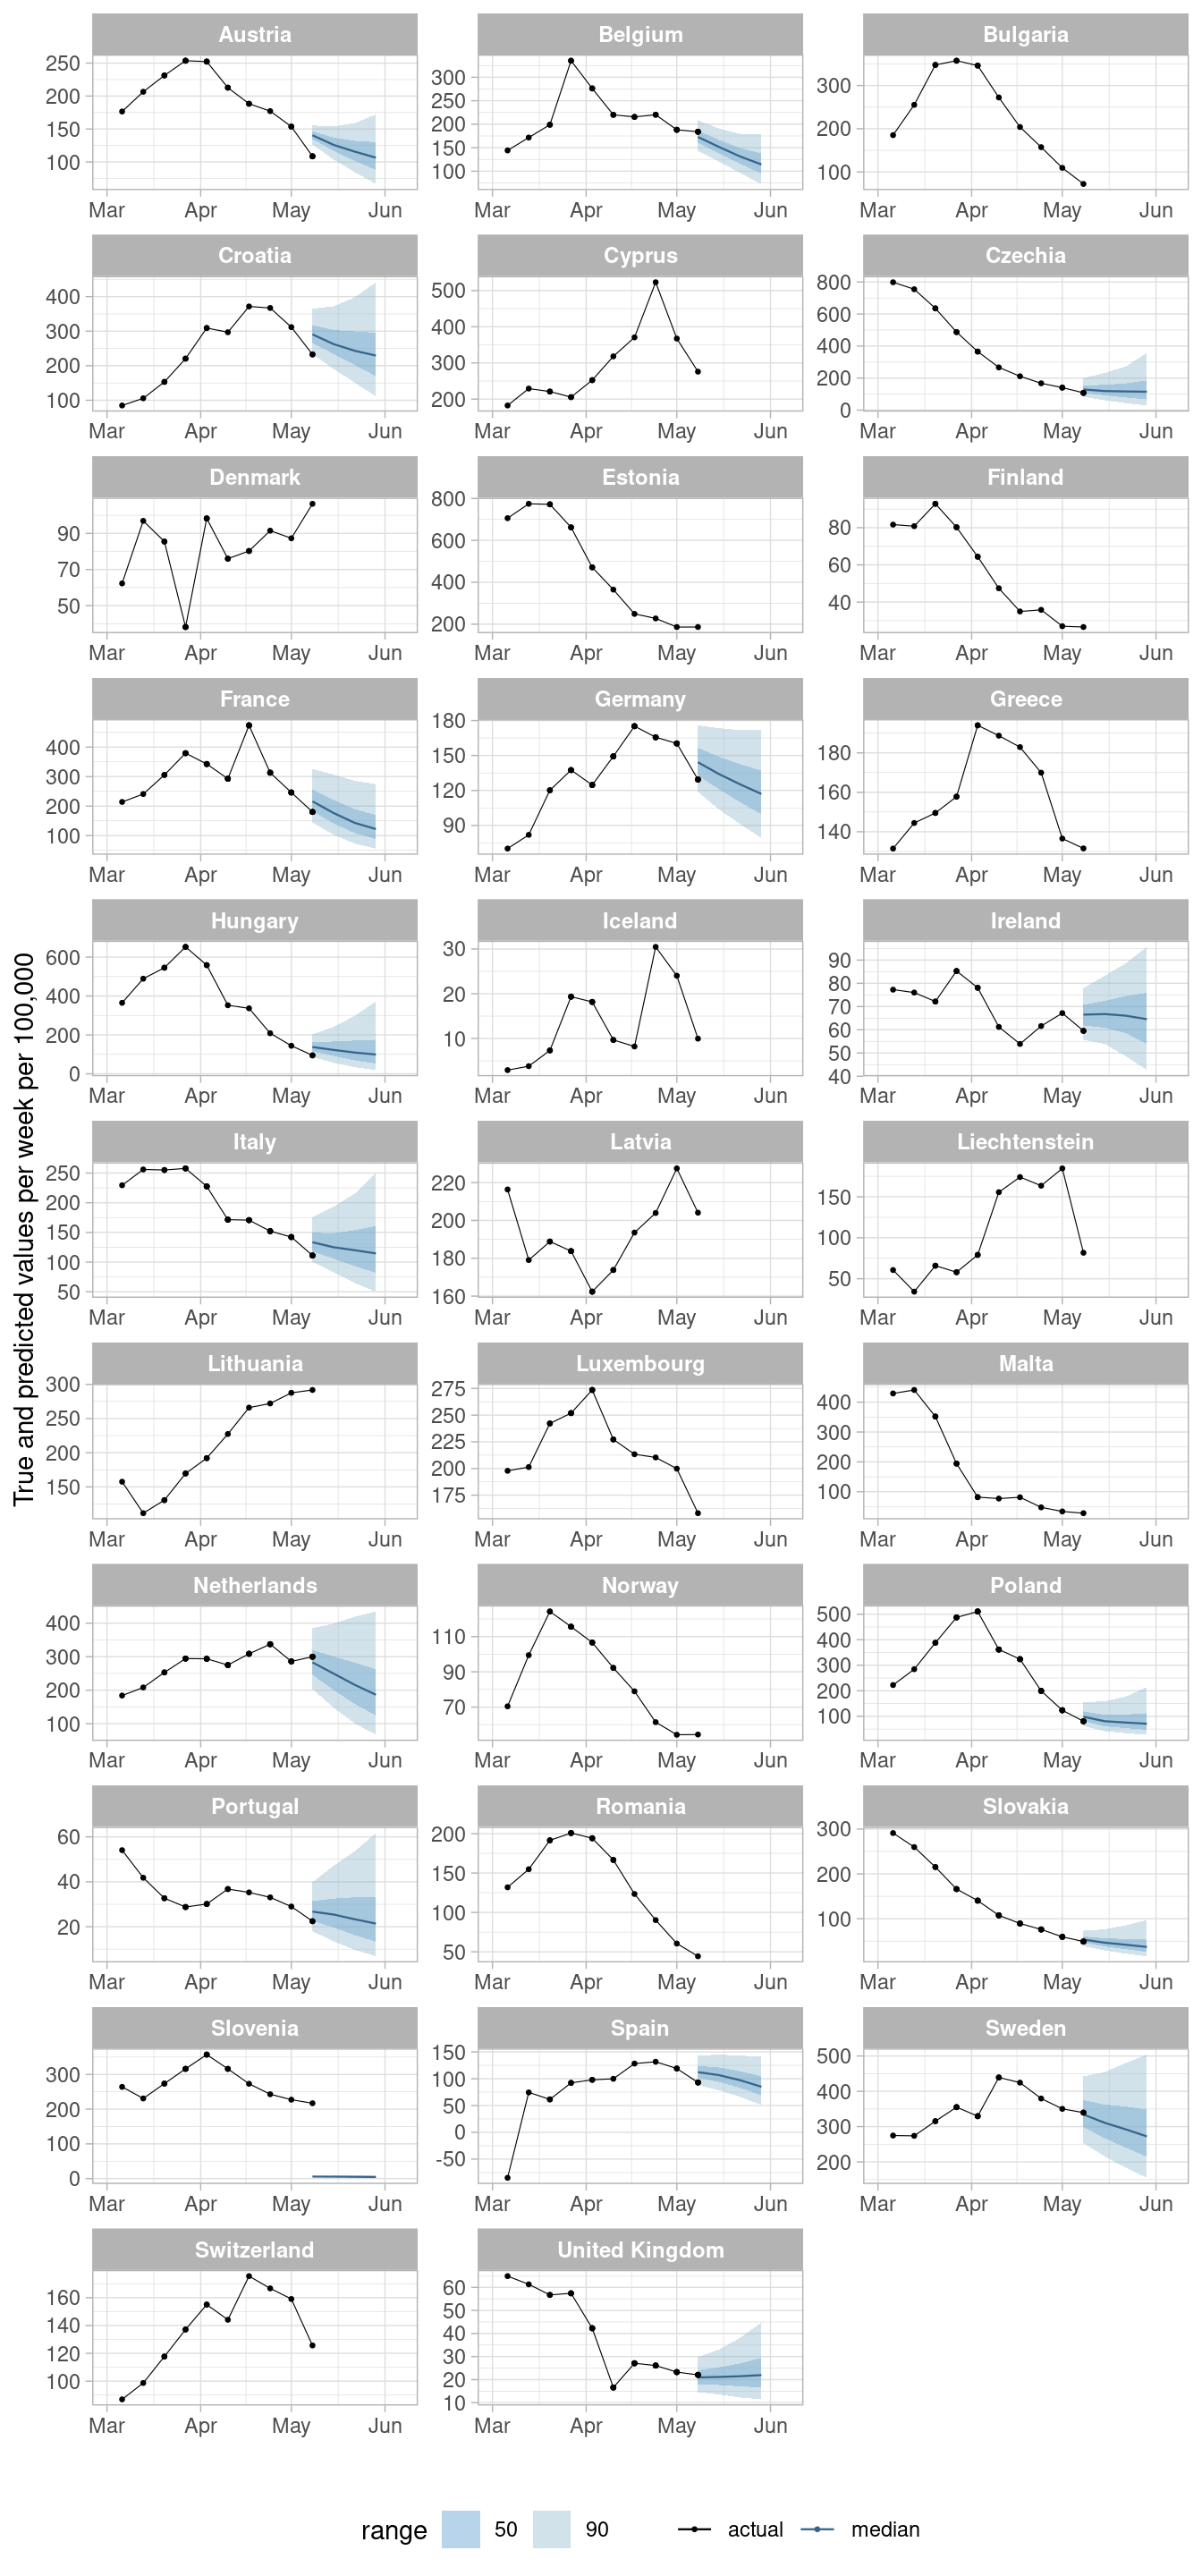 True and predicted values per week per 100,000
Austria
250
200
150
100
Mar Apr May Jun
Belgium
300
250
200
150
100
Mar Apr May Jun
Bulgaria
300
200
100
Mar Apr May Jun
Croatia
400
300
200
100
Mar Apr May Jun
Cyprus
500
400
300
200
Mar Apr May Jun
Czechia
800
600
400
200
0
Mar Apr May Jun
Denmark
90
70
50
Mar Apr May Jun
Estonia
800
600
400
200
Mar Apr May Jun
Finland
80
60
40
Mar Apr May Jun
France
400
300
200
100
Mar Apr May Jun
Germany
180
150
120
90
Mar Apr May Jun
Greece
180
160
140
Mar Apr May Jun
Hungary
600
400
200
0
Mar Apr May Jun
Iceland
30
20
10
Mar Apr May Jun
Ireland
90
80
70
60
50
40
Mar Apr May Jun
Italy
250
200
150
100
50
Mar Apr May Jun
Latvia
220
200
180
160
Mar Apr May Jun
Liechtenstein
150
100
50
Mar Apr May Jun
Lithuania
300
250
200
150
Mar Apr May Jun
Luxembourg
275
250
225
200
175
Mar Apr May Jun
Malta
400
300
200
100
Mar Apr May Jun
Netherlands
400
300
200
100
Mar Apr May Jun
Norway
110
90
70
Mar Apr May Jun
Poland
500
400
300
200
100
Mar Apr May Jun
Portugal
60
40
20
Mar Apr May Jun
Romania
200
150
100
50
Mar Apr May Jun
Slovakia
300
200
100
Mar Apr May Jun
Slovenia
300
200
100
0
Mar Apr May Jun
Spain
150
100
50
0
-50
Mar Apr May Jun
Sweden
500
400
300
200
Mar Apr May Jun
Switzerland
160
140
120
100
Mar Apr May Jun
United Kingdom
60
50
40
30
20
10
Mar Apr May Jun
range 50 90 actual median